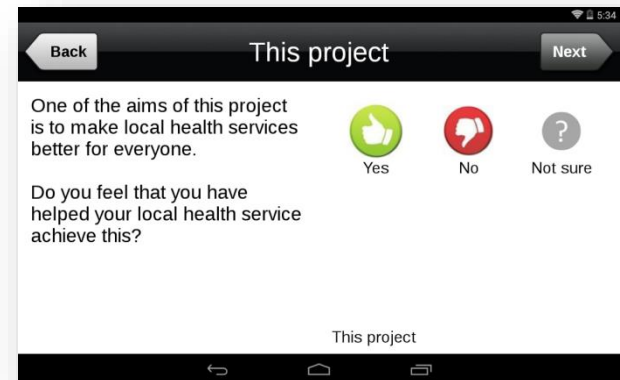 5:34
Back
This project
Next
One of the aims of this project
is to make local health services
better for everyone.
Do you feel that you have
helped your local health service
achieve this?
?
Yes
No
Not sure
This project